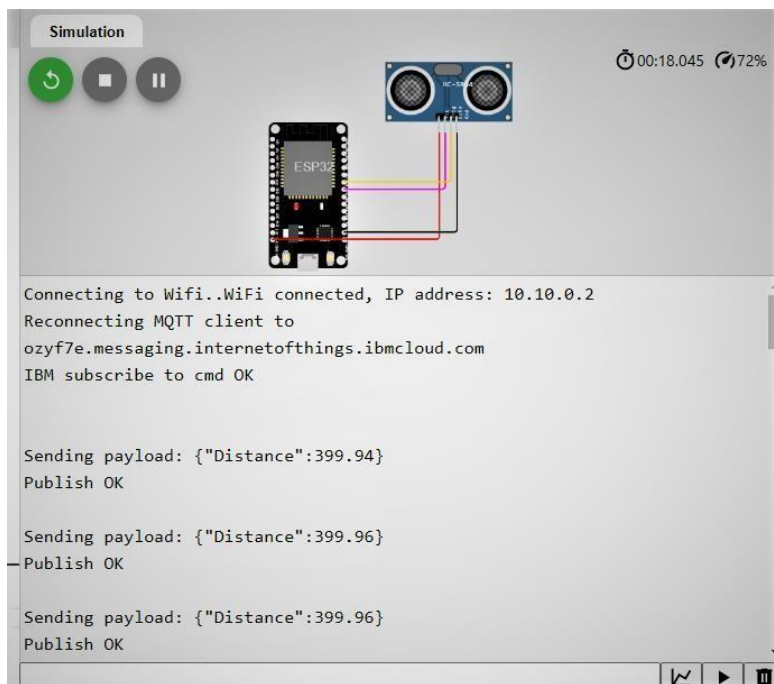 Simulation
00:18.045 72%
ESP32
Connecting to Wifi..WiFi connected, IP address: 10.10.0.2
Reconnecting MQTT client to
ozyf7e.messaging.internetofthings.ibmcloud.com
IBM subscribe to cmd OK
Sending payload: {"Distance":399.94}
Publish OK
Sending payload: {"Distance":399.96}
Publish OK
Sending payload: {"Distance":399.96}
Publish OK